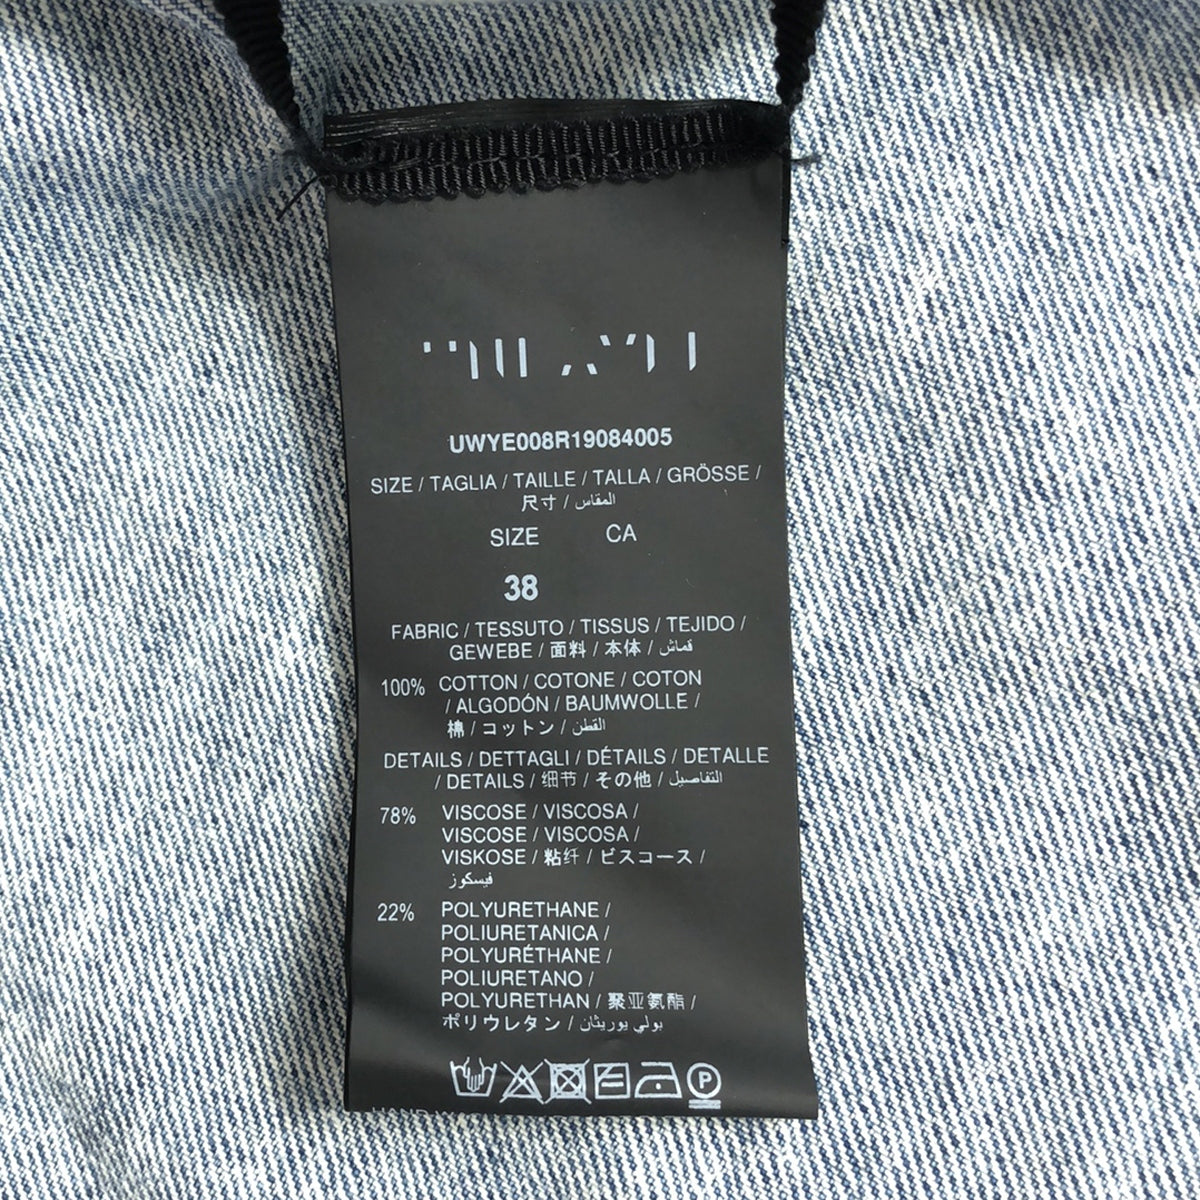 UWYE008R19084005
SIZE / TAGLIA / TAILLE / TALLA / GRÖSSE /
尺寸 / المقاس
SIZE CA
38
FABRIC / TESSUTO / TISSUS / TEJIDO /
GEWEBE / 面料 / 本体 / قماش
100% COTTON / COTONE / COTON
/ ALGODÓN / BAUMWOLLE /
棉 / コットン / القطن
DETAILS / DETTAGLI / DÉTAILS / DETALLE
/ DETAILS / 细节 / その他 / التفاصيل
78% VISCOSE / VISCOSA /
VISCOSE / VISCOSA /
VISKOSE / 粘纤 / ビスコース /
فيسكوز
22% POLYURETHANE /
POLIURETANICA /
POLYURÉTHANE /
POLIURETANO /
POLYURETHAN / 聚亚氨酯 /
ポリウレタン / بولي يوريثان
P